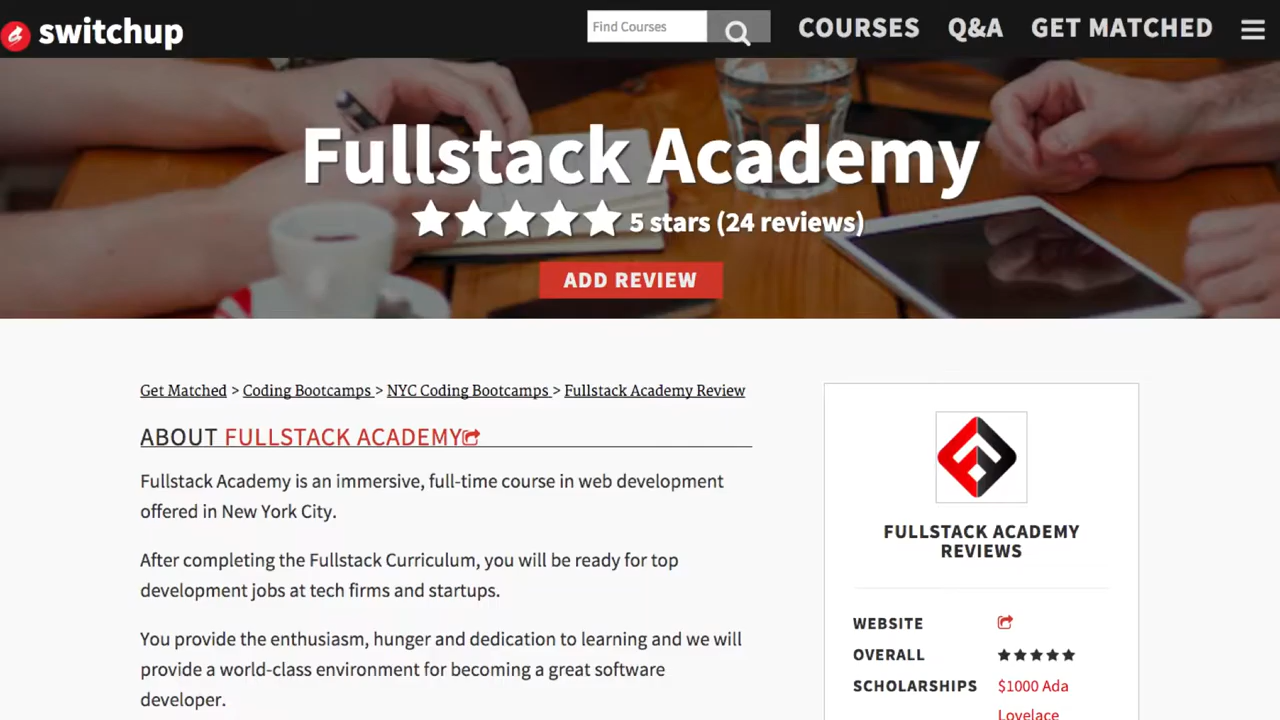 switchup
Find Courses
COURSES
Q&A
GET MATCHED
Fullstack Academy
5 stars (24 reviews)
ADD REVIEW
Get Matched > Coding Bootcamps > NYC Coding Bootcamps > Fullstack Academy Review
ABOUT FULLSTACK ACADEMY
Fullstack Academy is an immersive, full-time course in web development
offered in New York City.
After completing the Fullstack Curriculum, you will be ready for top
development jobs at tech firms and startups.
You provide the enthusiasm, hunger and dedication to learning and we will
provide a world-class environment for becoming a great software
developer.
FULLSTACK ACADEMY
REVIEWS
WEBSITE
OVERALL
SCHOLARSHIPS $1000 Ada
Lovelace